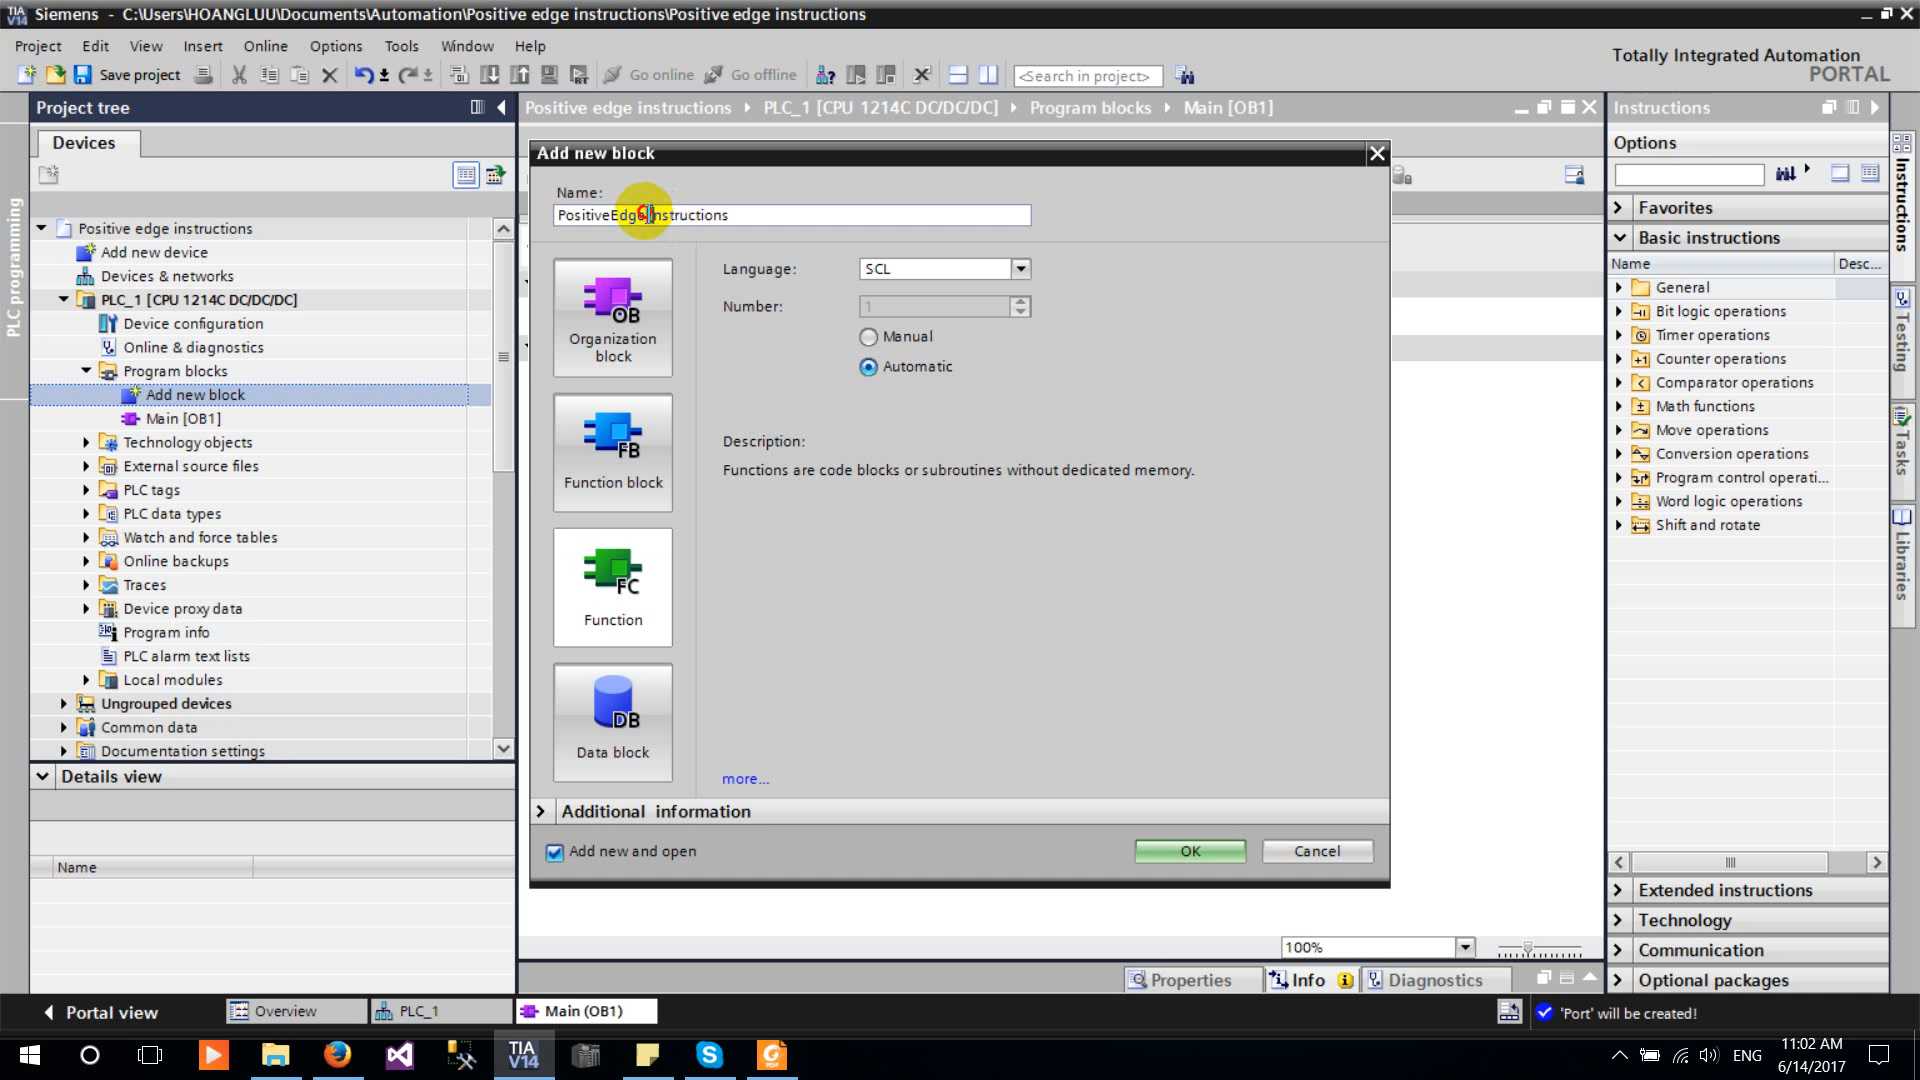 TIA V14 Siemens - C:\Users\HOANGLUU\Documents\Automation\Positive edge instructions\Positive edge instructions
Project Edit View Insert Online Options Tools Window Help
Totally Integrated Automation
PORTAL
Save project Go online Go offline <Search in project>
Project tree
Positive edge instructions PLC_1 [CPU 1214C DC/DC/DC] Program blocks Main [OB1]
Instructions
Devices
PLC programming
Positive edge instructions
Add new device
Devices & networks
PLC_1 [CPU 1214C DC/DC/DC]
Device configuration
Online & diagnostics
Program blocks
Add new block
Main [OB1]
Technology objects
External source files
PLC tags
PLC data types
Watch and force tables
Online backups
Traces
Device proxy data
Program info
PLC alarm text lists
Local modules
Ungrouped devices
Common data
Documentation settings
Details view
Name
Add new block
Name:
PositiveEdgeInstructions
OB
Organization
block
FB
Function block
FC
Function
DB
Data block
Language: SCL
Number: 1
Manual
Automatic
Description:
Functions are code blocks or subroutines without dedicated memory.
more...
Additional information
Add new and open
OK Cancel
100%
Properties Info Diagnostics
Options
Favorites
Basic instructions
Name Desc...
General
Bit logic operations
Timer operations
Counter operations
Comparator operations
Math functions
Move operations
Conversion operations
Program control operati...
Word logic operations
Shift and rotate
Extended instructions
Technology
Communication
Optional packages
Instructions
Testing
Tasks
Libraries
Portal view Overview PLC_1 Main (OB1) 'Port' will be created!
TIA
V14
ENG
11:02 AM
6/14/2017